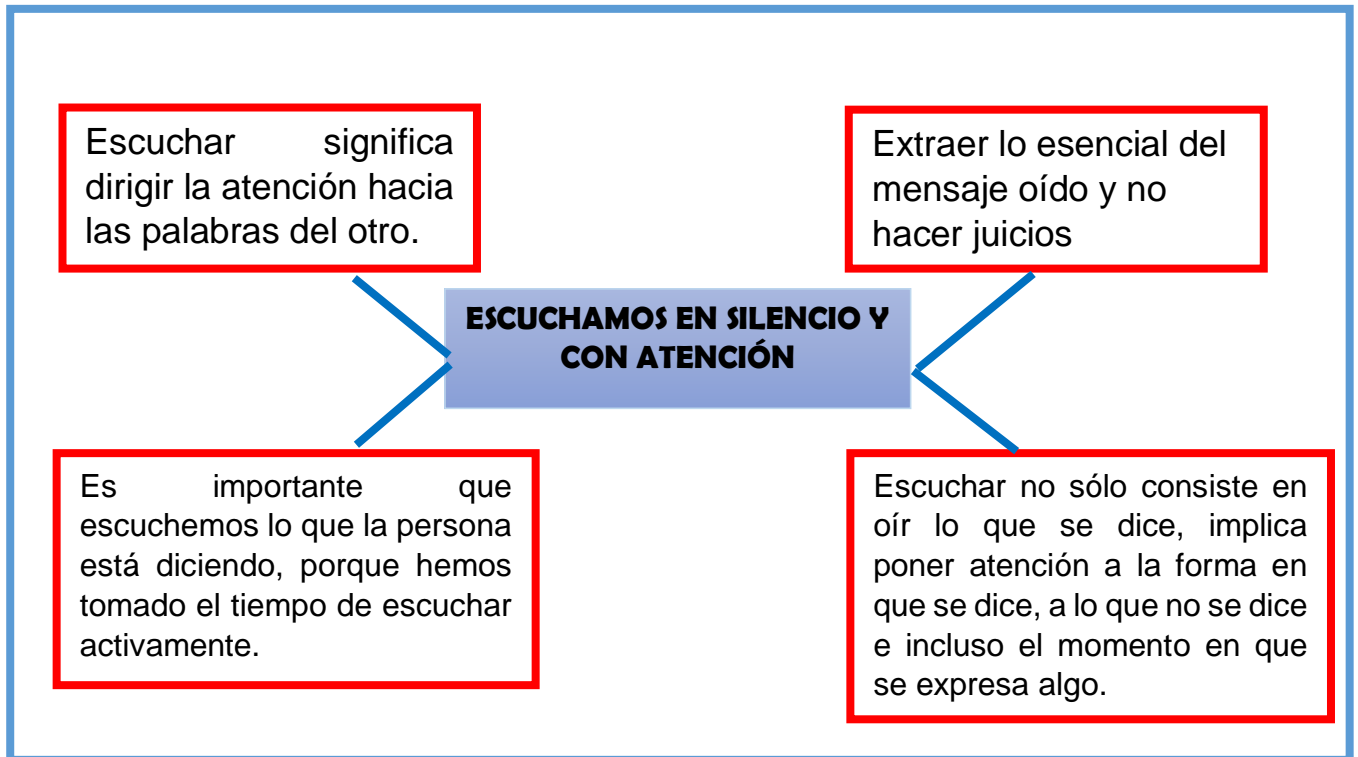 Escuchar significa
dirigir la atención hacia
las palabras del otro.
Extraer lo esencial del
mensaje oído y no
hacer juicios
ESCUCHAMOS EN SILENCIO Y
CON ATENCIÓN
Es importante que
escuchemos lo que la persona
está diciendo, porque hemos
tomado el tiempo de escuchar
activamente.
Escuchar no sólo consiste en
oír lo que se dice, implica
poner atención a la forma en
que se dice, a lo que no se dice
e incluso el momento en que
se expresa algo.